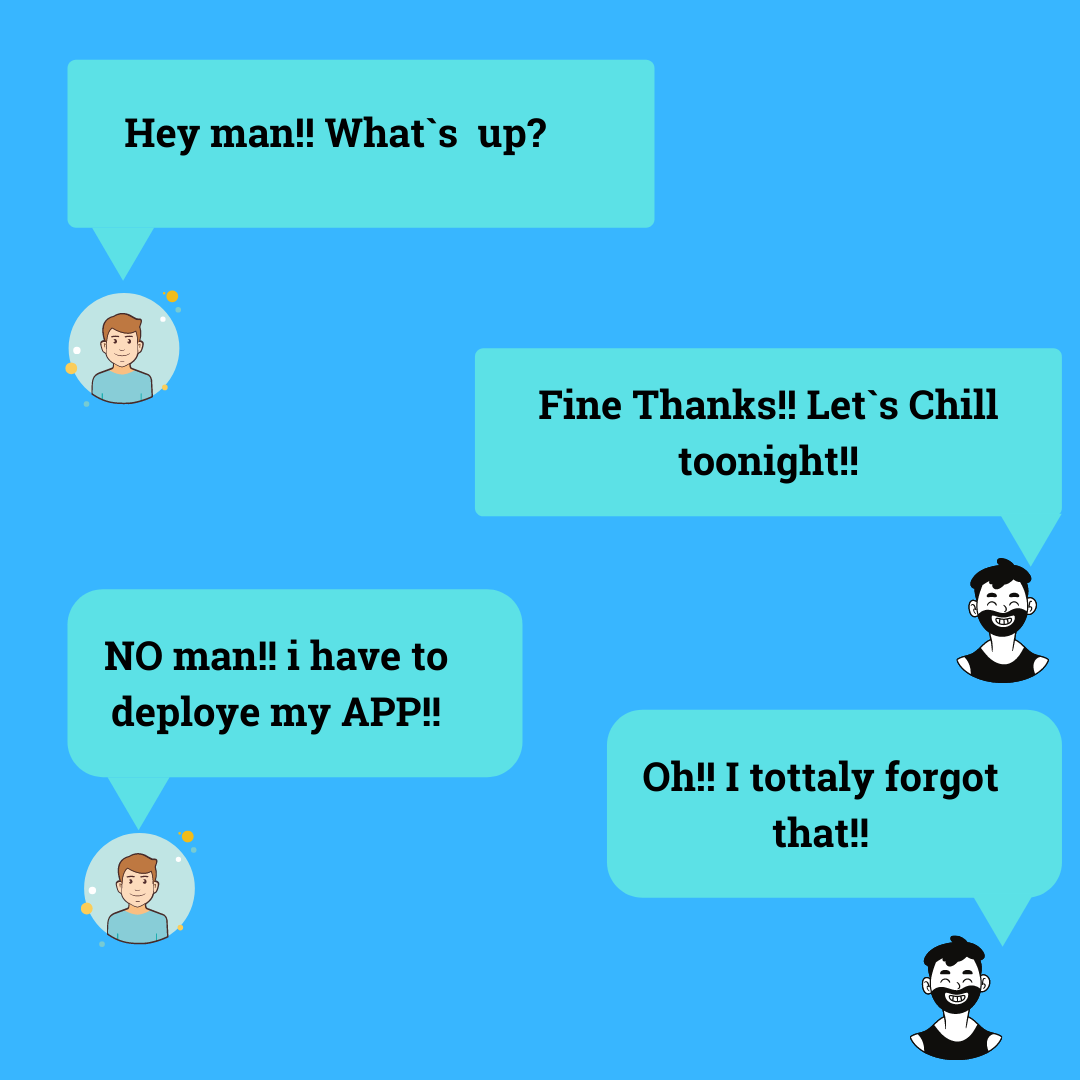 Hey man!! What`s  up?
Fine Thanks!! Let`s Chill
toonight!!
NO man!! i have to
deploye my APP!!
Oh!! I tottaly forgot
that!!